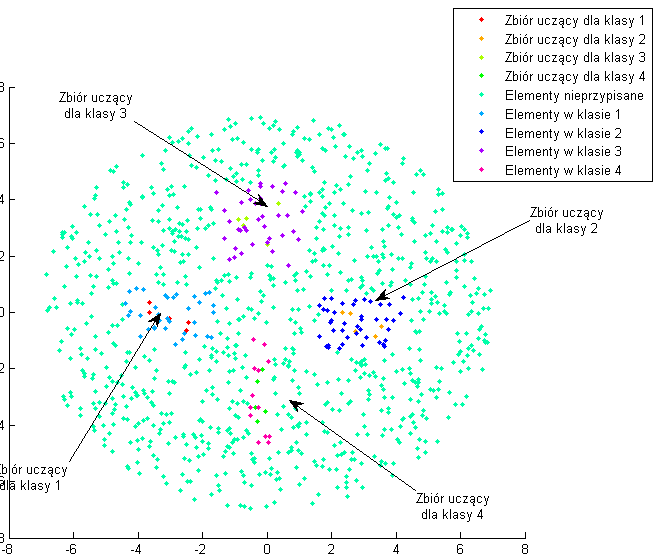 Zbiór uczący dla klasy 1
Zbiór uczący dla klasy 2
Zbiór uczący dla klasy 3
Zbiór uczący dla klasy 4
Elementy nieprzypisane
Elementy w klasie 1
Elementy w klasie 2
Elementy w klasie 3
Elementy w klasie 4
8
Zbiór uczący
dla klasy 3
6
4
Zbiór uczący
dla klasy 2
2
0
2
4
Zbiór uczący
dla klasy 1
Zbiór uczący
dla klasy 4
8
-8 -6 -4 -2 0 2 4 6 8